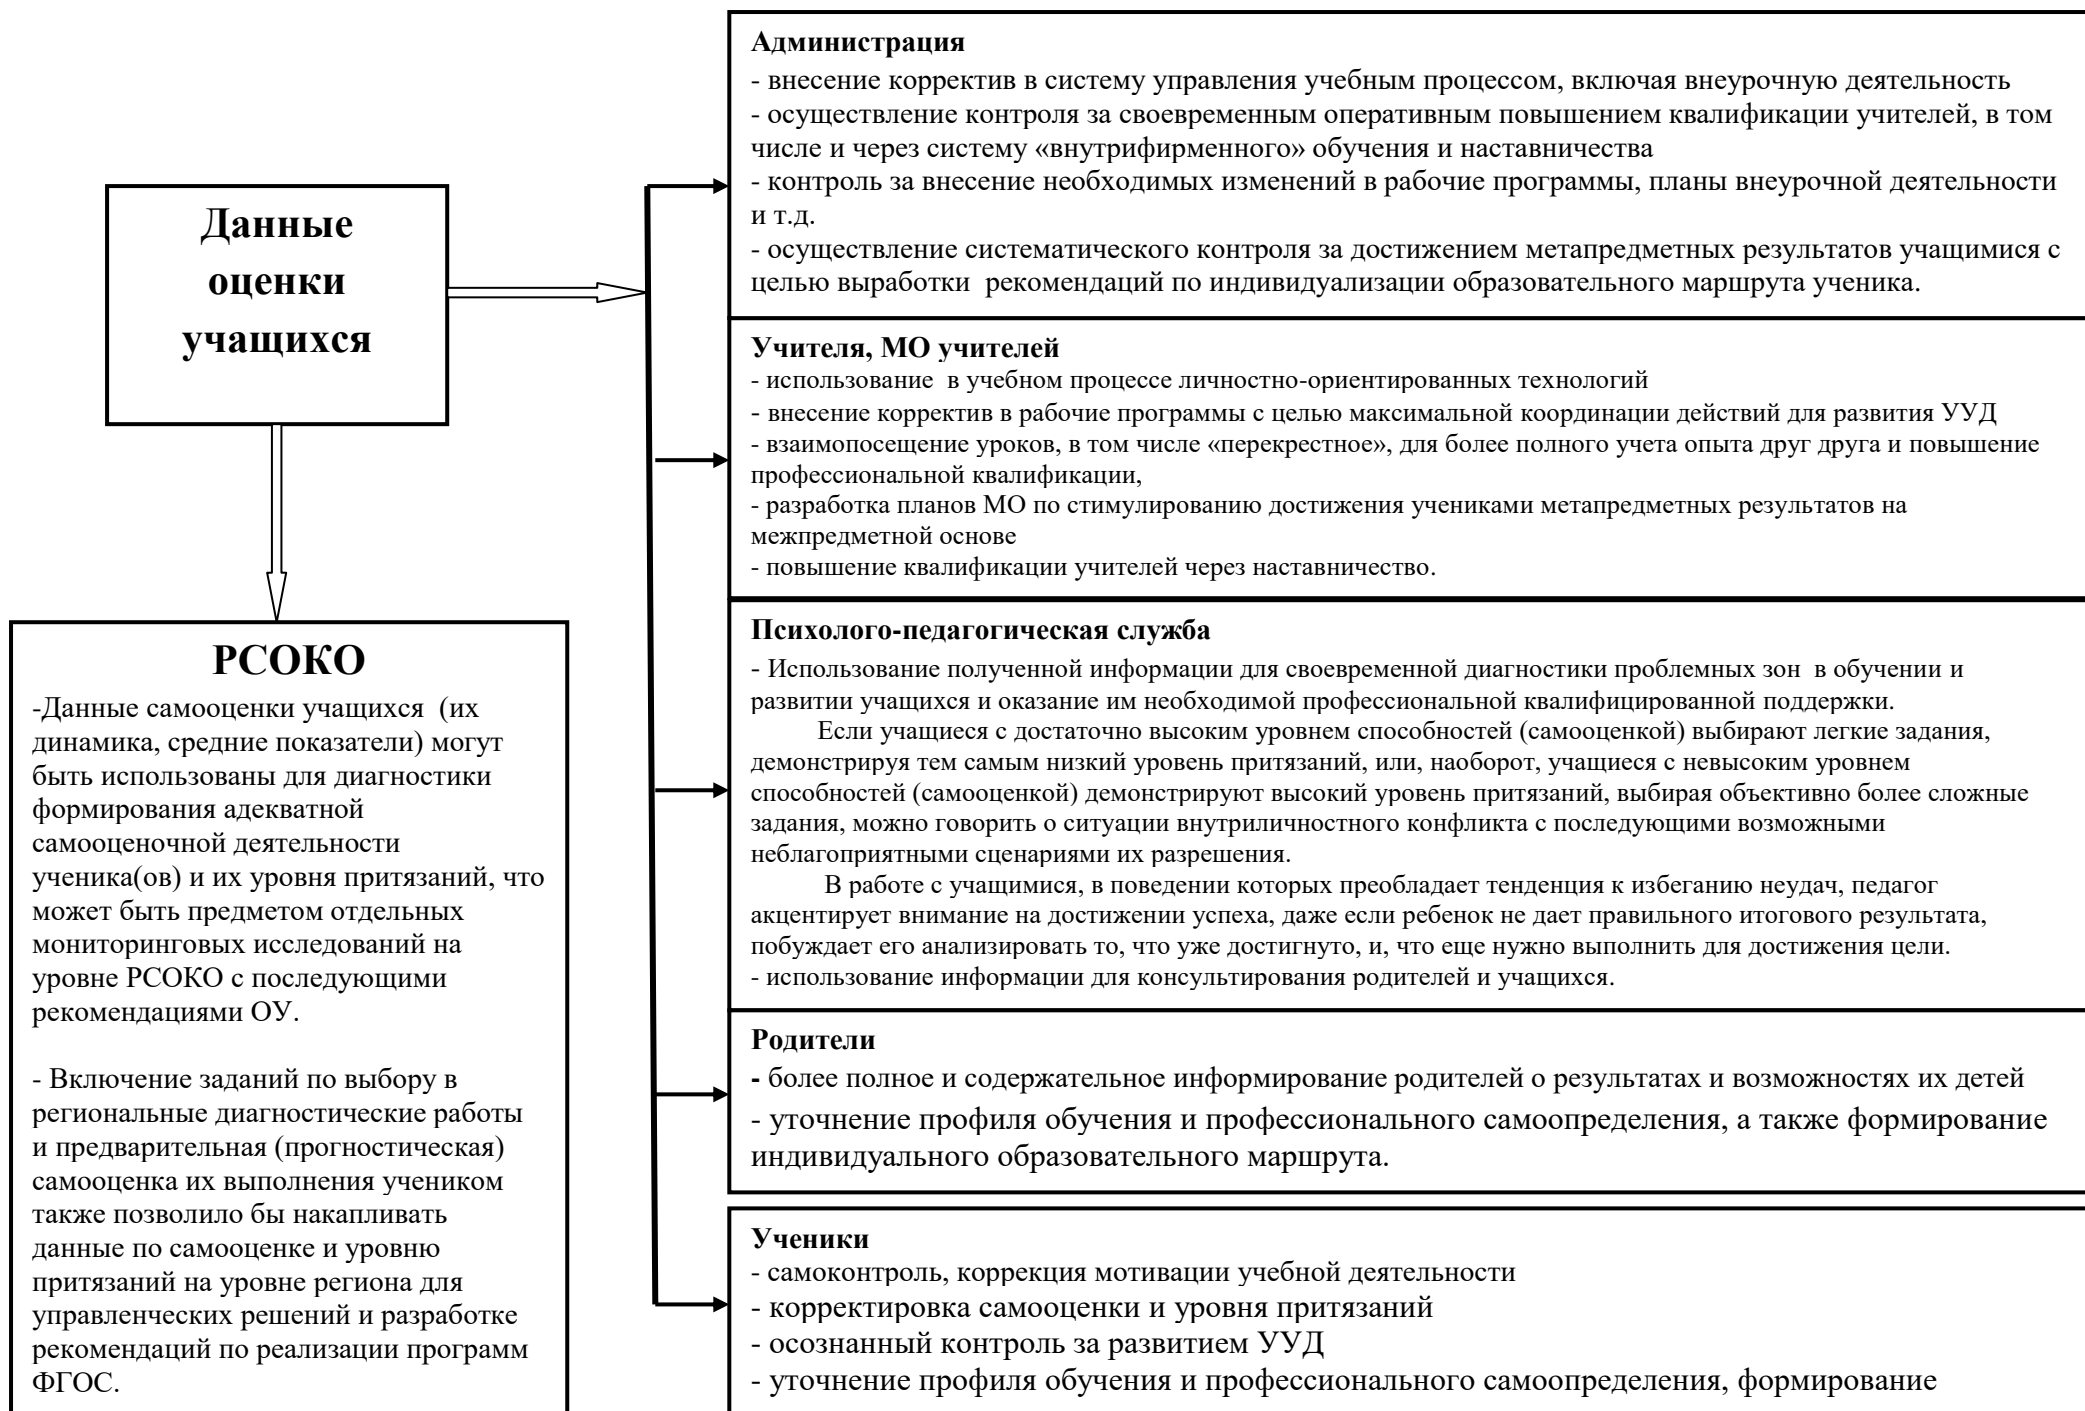 Данные
оценки
учащихся
РСОКО
-Данные самооценки учащихся (их
динамика, средние показатели) могут
быть использованы для диагностики
формирования адекватной
самооценочной деятельности
ученика(ов) и их уровня притязаний, что
может быть предметом отдельных
мониторинговых исследований на
уровне РСОКО с последующими
рекомендациями ОУ.
- Включение заданий по выбору в
региональные диагностические работы
и предварительная (прогностическая)
самооценка их выполнения учеником
также позволило бы накапливать
данные по самооценке и уровню
притязаний на уровне региона для
управленческих решений и разработке
рекомендаций по реализации программ
ФГОС.
Администрация
- внесение корректив в систему управления учебным процессом, включая внеурочную деятельность
- осуществление контроля за своевременным оперативным повышением квалификации учителей, в том
числе и через систему «внутрифирменного» обучения и наставничества
- контроль за внесение необходимых изменений в рабочие программы, планы внеурочной деятельности
и т.д.
- осуществление систематического контроля за достижением метапредметных результатов учащимися с
целью выработки рекомендаций по индивидуализации образовательного маршрута ученика.
Учителя, МО учителей
- использование в учебном процессе личностно-ориентированных технологий
- внесение корректив в рабочие программы с целью максимальной координации действий для развития УУД
- взаимопосещение уроков, в том числе «перекрестное», для более полного учета опыта друг друга и повышение
профессиональной квалификации,
- разработка планов МО по стимулированию достижения учениками метапредметных результатов на
межпредметной основе
- повышение квалификации учителей через наставничество.
Психолого-педагогическая служба
- Использование полученной информации для своевременной диагностики проблемных зон в обучении и
развитии учащихся и оказание им необходимой профессиональной квалифицированной поддержки.
Если учащиеся с достаточно высоким уровнем способностей (самооценкой) выбирают легкие задания,
демонстрируя тем самым низкий уровень притязаний, или, наоборот, учащиеся с невысоким уровнем
способностей (самооценкой) демонстрируют высокий уровень притязаний, выбирая объективно более сложные
задания, можно говорить о ситуации внутриличностного конфликта с последующими возможными
неблагоприятными сценариями их разрешения.
В работе с учащимися, в поведении которых преобладает тенденция к избеганию неудач, педагог
акцентирует внимание на достижении успеха, даже если ребенок не дает правильного итогового результата,
побуждает его анализировать то, что уже достигнуто, и, что еще нужно выполнить для достижения цели.
- использование информации для консультирования родителей и учащихся.
Родители
- более полное и содержательное информирование родителей о результатах и возможностях их детей
- уточнение профиля обучения и профессионального самоопределения, а также формирование
индивидуального образовательного маршрута.
Ученики
- самоконтроль, коррекция мотивации учебной деятельности
- корректировка самооценки и уровня притязаний
- осознанный контроль за развитием УУД
- уточнение профиля обучения и профессионального самоопределения, формирование